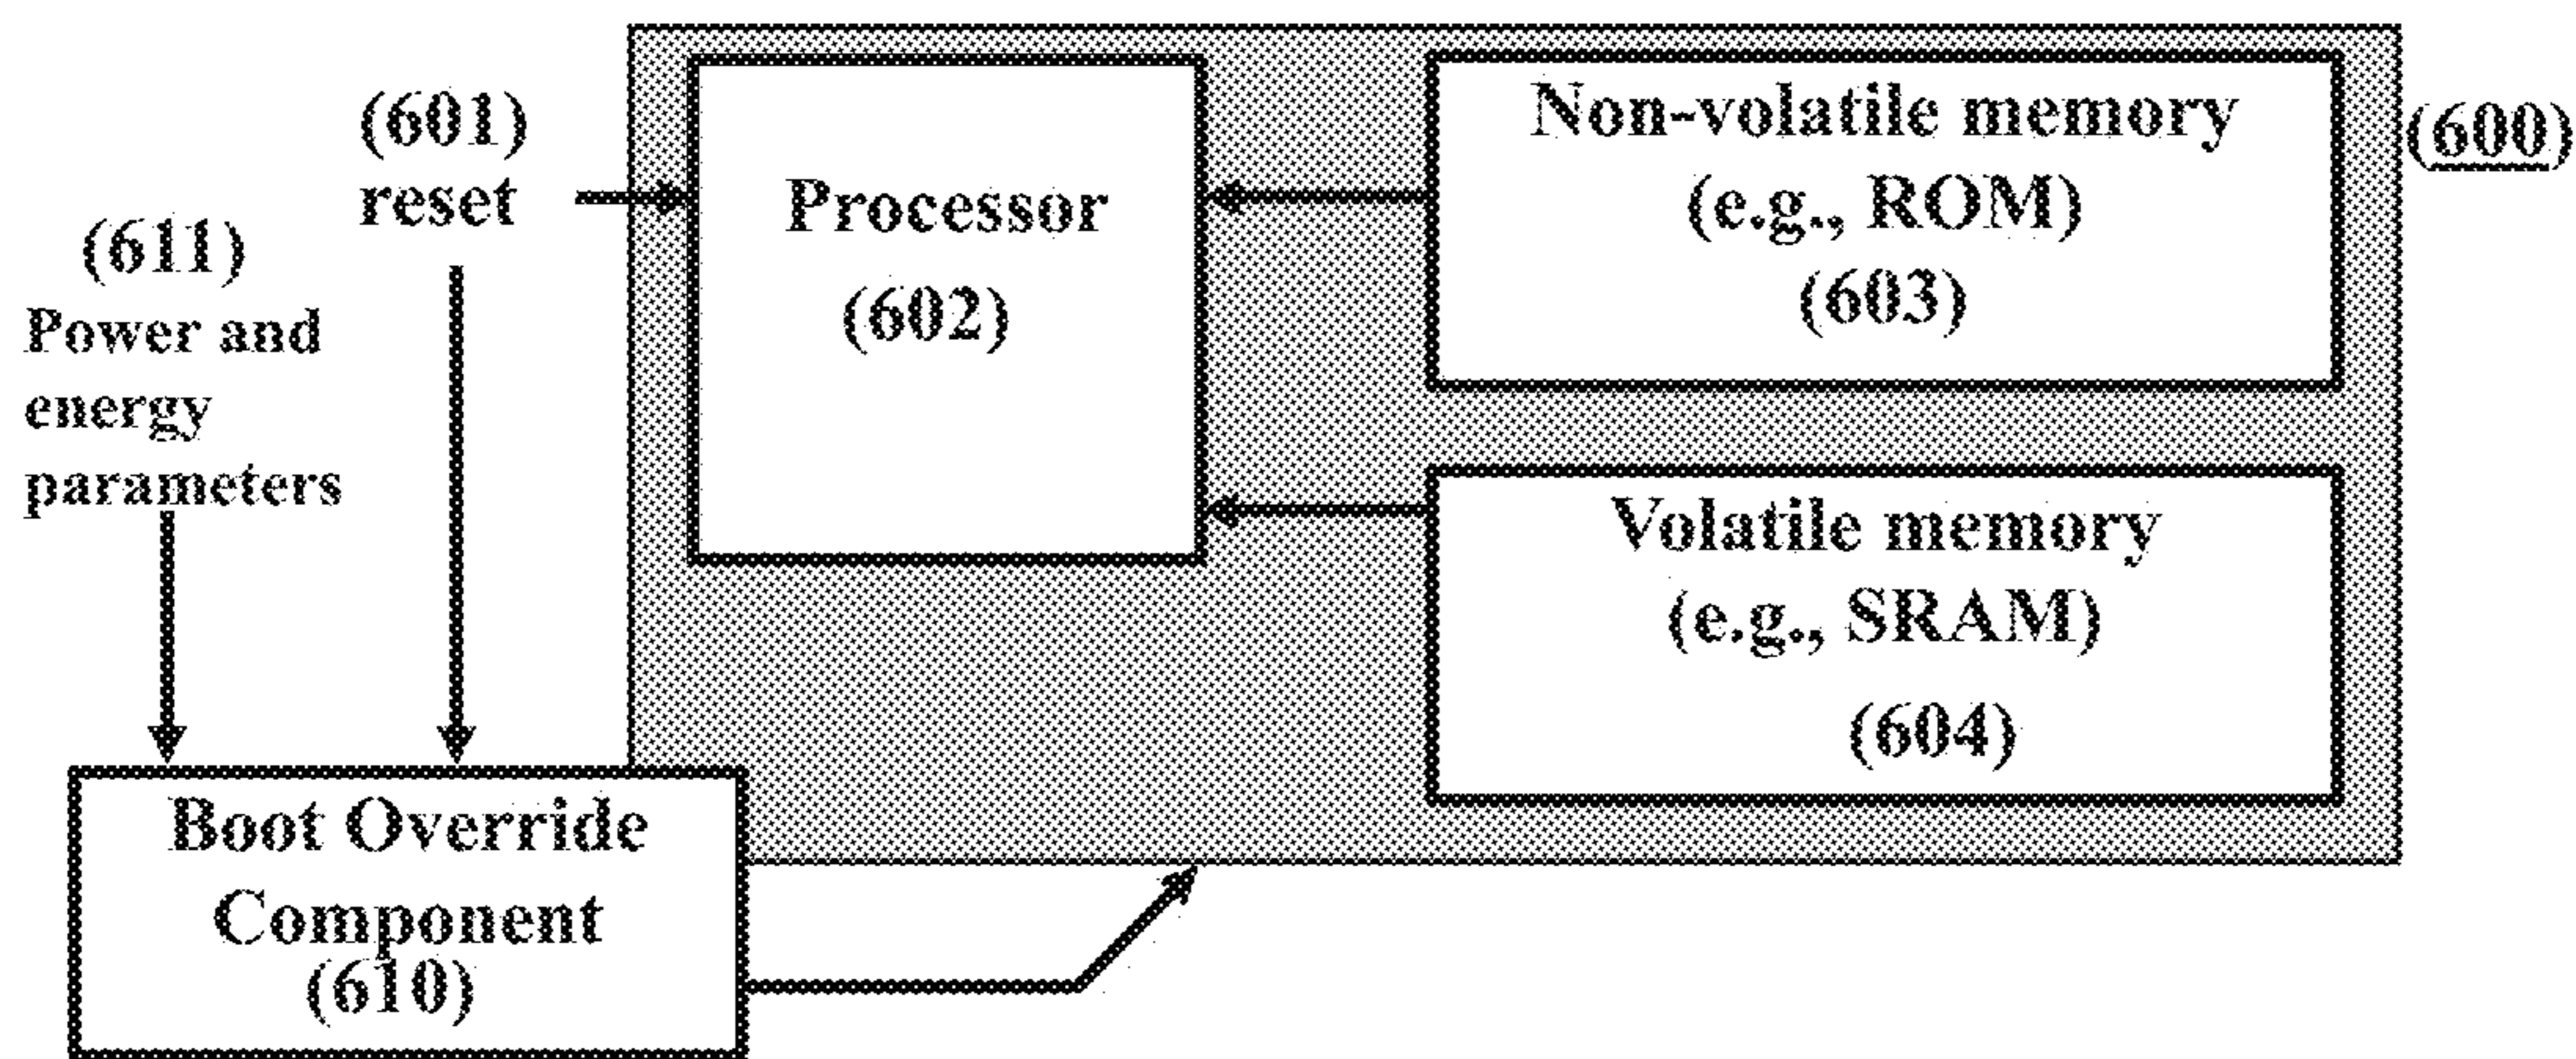 (601)
reset
(611)
Power and
energy
parameters
Processor
(602)
Non-volatile memory
(e.g., ROM)
(603)
(600)
Volatile memory
(e.g., SRAM)
(604)
Boot Override
Component
(610)